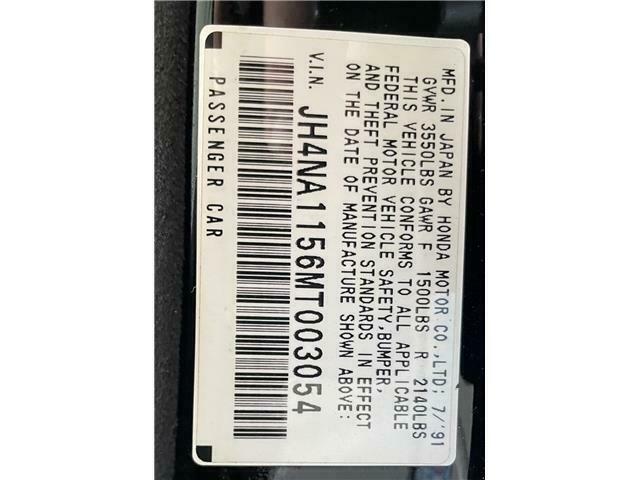 MFD. IN JAPAN BY HONDA MOTOR CO.,LTD; 7/'91
GVWR 3550LBS GAWR F 1500LBS R 2140LBS
THIS VEHICLE CONFORMS TO ALL APPLICABLE
FEDERAL MOTOR VEHICLE SAFETY,BUMPER,
AND THEFT PREVENTION STANDARDS IN EFFECT
ON THE DATE OF MANUFACTURE SHOWN ABOVE:
V.I.N. JH4NA1156MT003054
PASSENGER CAR